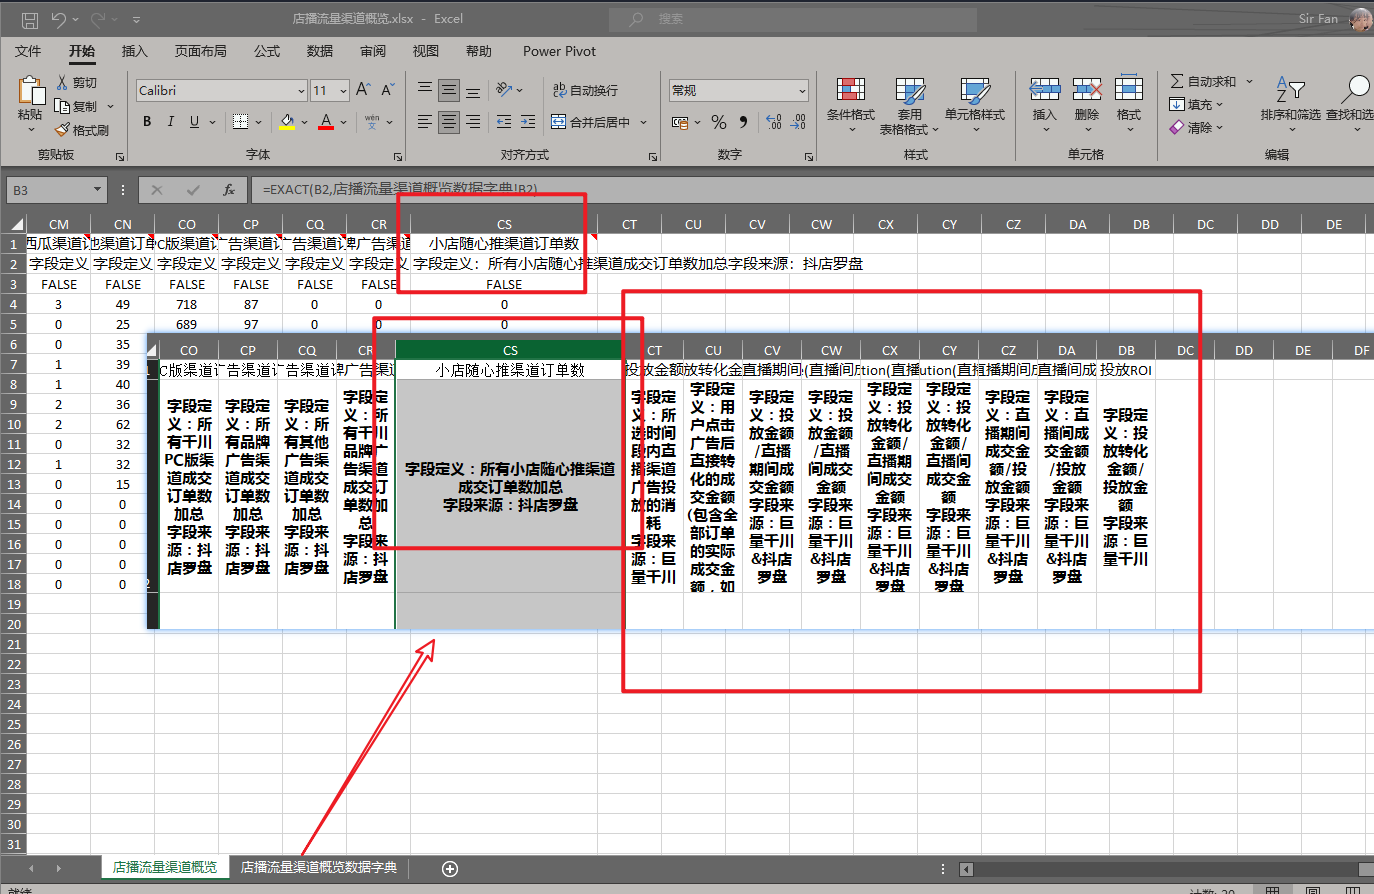 店播流量渠道概览.xlsx - Excel
搜索
Sir Fan
文件 开始 插入 页面布局 公式 数据 审阅 视图 帮助 Power Pivot
粘贴
剪切
复制
格式刷
剪贴板
Calibri 11
B I U
字体
自动换行
合并后居中
对齐方式
常规
数字
条件格式
套用
表格格式
单元格样式
样式
插入 删除 格式
单元格
自动求和
填充
清除
排序和筛选 查找和选
编辑
B3
=EXACT(B2,店播流量渠道概览数据字典!B2)
CM CN CO CP CQ CR CS CT CU CV CW CX CY CZ DA DB DC DD DE
1 西瓜渠道 渠道订单 PC版渠道订 广告渠道订 广告渠道订 广告渠道 小店随心推渠道订单数
2 字段定义 字段定义 字段定义 字段定义 字段定义 字段定义 字段定义：所有小店随心推渠道成交订单数加总字段来源：抖店罗盘
3 FALSE FALSE FALSE FALSE FALSE FALSE FALSE
4 3 49 718 87 0 0 0
5 0 25 689 97 0 0 0
6 0 35
7 1 39
8 1 40
9 2 36
10 2 62
11 0 32
12 1 32
13 0 15
14 0 0
15 0 0
16 0 0
17 0 0
18 0 0
19
20
21
22
23
24
25
26
27
28
29
30
31
CO CP CQ CR CS CT CU CV CW CX CY CZ DA DB DC DD DE DF
C版渠道订 广告渠道订 广告渠道订 广告渠道 小店随心推渠道订单数 投放金额 放转化金 直播期间 (直播间成 tion(直播 ution(直播 播期间成 直播间成 投放ROI
字段定义：所有千川PC版渠道成交订单数加总
字段来源：抖店罗盘
字段定义：所有品牌广告渠道成交订单数加总
字段来源：抖店罗盘
字段定义：所有其他广告渠道成交订单数加总
字段来源：抖店罗盘
字段定义：所有千川品牌广告渠道成交订单数加总
字段来源：抖店罗盘
字段定义：所有小店随心推渠道
成交订单数加总
字段来源：抖店罗盘
字段定义：所选时间段内直播渠道广告投放的消耗
字段来源：巨量千川
字段定义：用户点击广告后直接转化的成交金额(包含全部订单的实际成交金额，如
字段定义：投放金额/直播期间成交金额
字段来源：巨量千川&抖店罗盘
字段定义：投放金额/直播间成交金额
字段来源：巨量千川&抖店罗盘
字段定义：投放转化金额/直播期间成交金额
字段来源：巨量千川&抖店罗盘
字段定义：投放转化金额/直播间成交金额
字段来源：巨量千川&抖店罗盘
字段定义：直播期间成交金额/投放金额
字段来源：巨量千川&抖店罗盘
字段定义：直播间成交金额/投放金额
字段来源：巨量千川&抖店罗盘
字段定义：投放转化金额/投放金额
字段来源：巨量千川
2
店播流量渠道概览 店播流量渠道概览数据字典